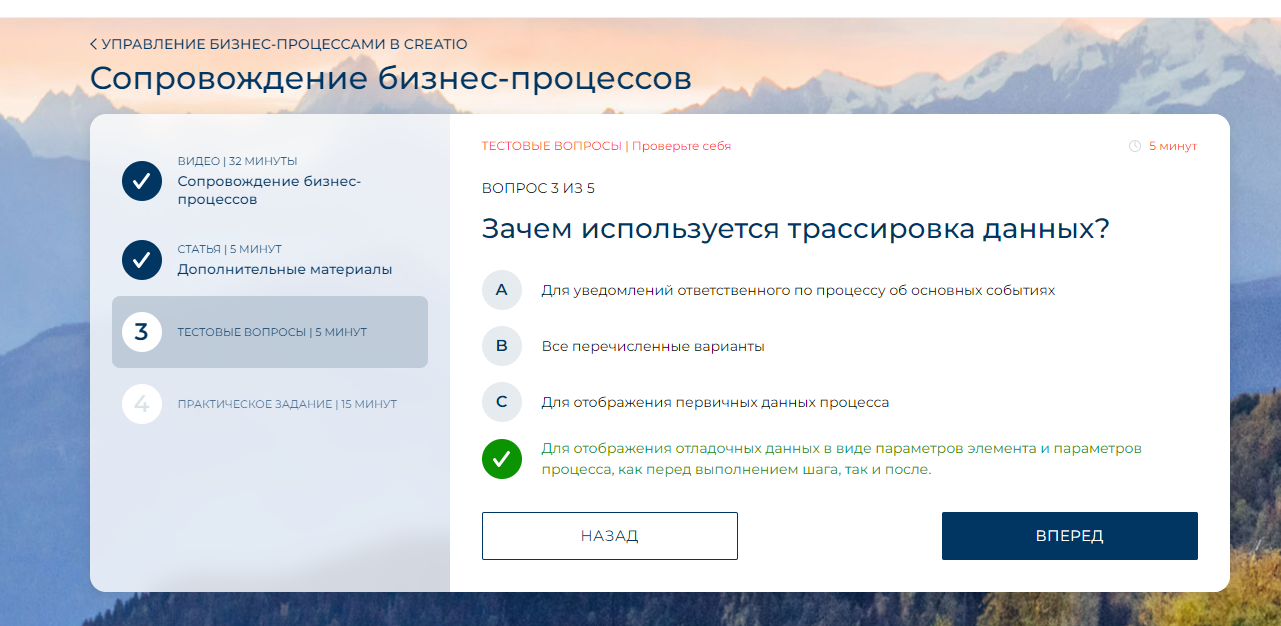 УПРАВЛЕНИЕ БИЗНЕС-ПРОЦЕССАМИ В CREATIO
Сопровождение бизнес-процессов
ВИДЕО | 32 МИНУТЫ
Сопровождение бизнес-
процессов
СТАТЬЯ | 5 МИНУТ
Дополнительные материалы
3
ТЕСТОВЫЕ ВОПРОСЫ | 5 МИНУТ
4
ПРАКТИЧЕСКОЕ ЗАДАНИЕ | 15 МИНУТ
ТЕСТОВЫЕ ВОПРОСЫ | Проверьте себя
5 минут
ВОПРОС 3 ИЗ 5
Зачем используется трассировка данных?
A Для уведомлений ответственного по процессу об основных событиях
B Все перечисленные варианты
C Для отображения первичных данных процесса
Для отображения отладочных данных в виде параметров элемента и параметров
процесса, как перед выполнением шага, так и после.
НАЗАД
ВПЕРЕД